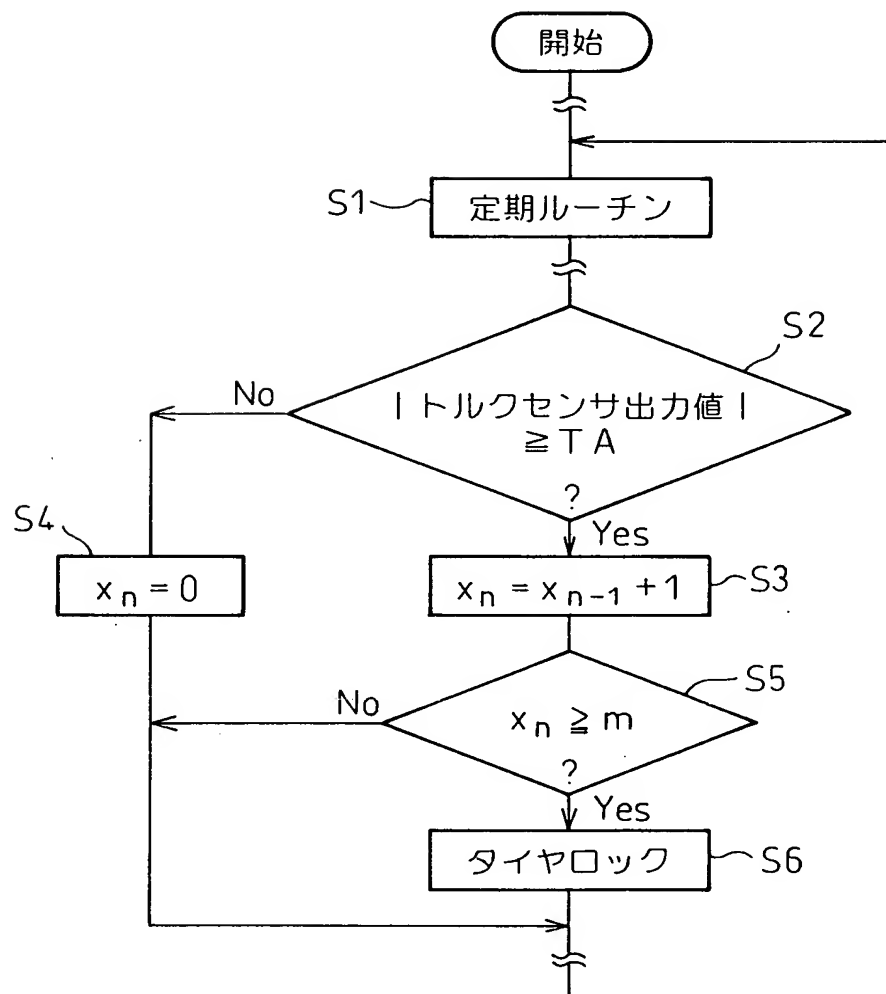 開始
S1
定期ルーチン
S2
No
|トルクセンサ出力値|
≧TA
?
Yes
S4
xn=0
xn=xn-1+1
S3
S5
No
xn≧m
?
Yes
タイヤロック
S6